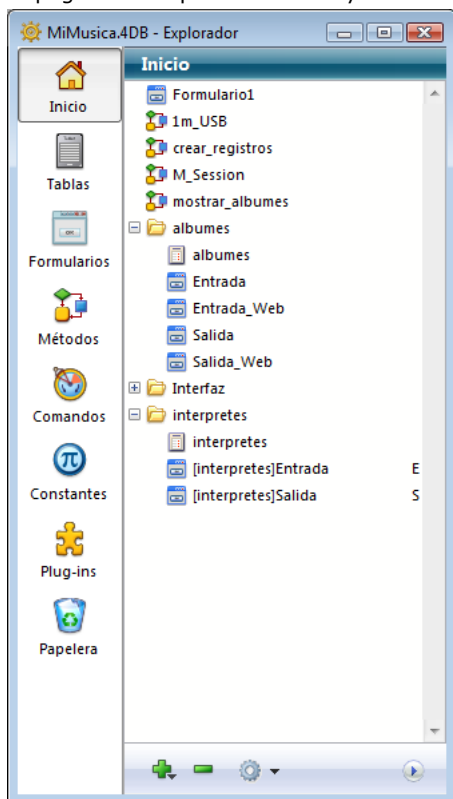 MiMusica.4DB - Explorador
Inicio
Tablas
Formularios
Métodos
Comandos
Constantes
Plug-ins
Papelera
Inicio
Formulario1
1m_USB
crear_registros
M_Session
mostrar_albumes
albumes
albumes
Entrada
Entrada_Web
Salida
Salida_Web
Interfaz
interpretes
interpretes
[interpretes]Entrada E
[interpretes]Salida S